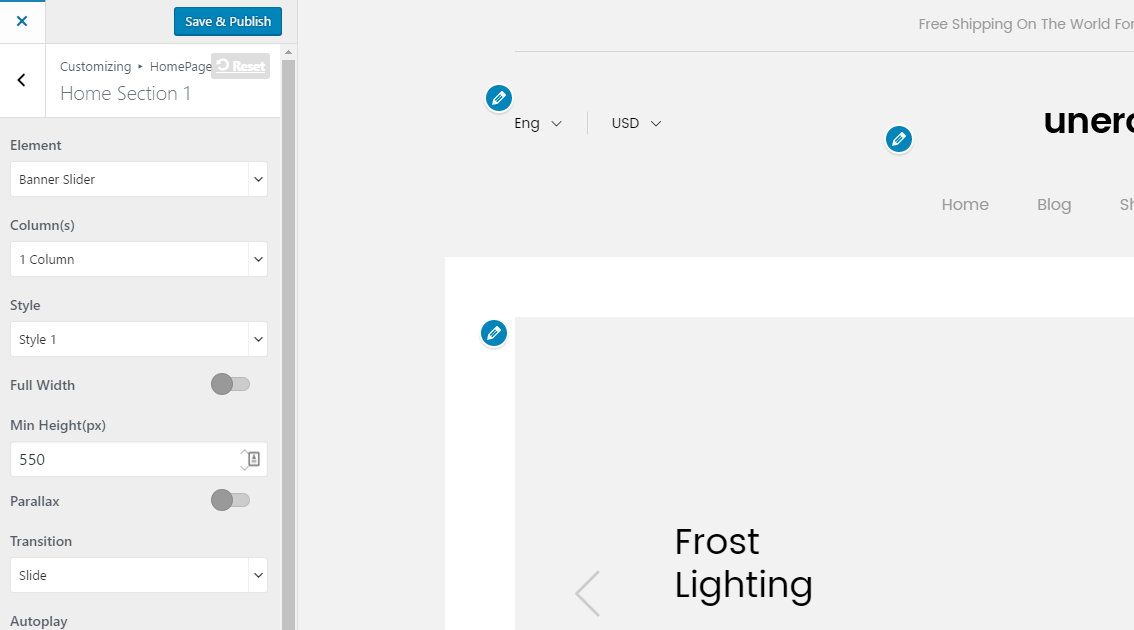 Save & Publish
Customizing ▸ HomePage
Reset
Home Section 1
Element
Banner Slider
Column(s)
1 Column
Style
Style 1
Full Width
Min Height(px)
550
Parallax
Transition
Slide
Autoplay
Free Shipping On The World For
Eng
USD
Home
Blog
Frost
Lighting